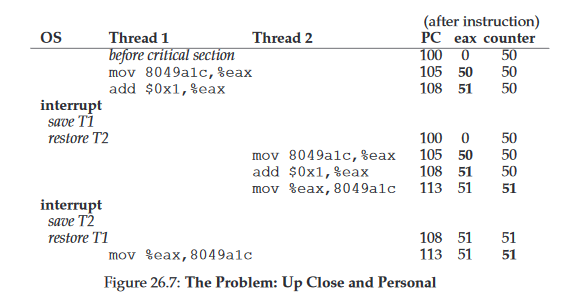 (after instruction)
OS Thread 1 Thread 2 PC eax counter
before critical section 100 0 50
mov 8049a1c,%eax 105 50 50
add $0x1,%eax 108 51 50
interrupt
save T1
restore T2 100 0 50
mov 8049a1c,%eax 105 50 50
add $0x1,%eax 108 51 50
mov %eax,8049a1c 113 51 51
interrupt
save T2
restore T1 108 51 51
mov %eax,8049a1c 113 51 51
Figure 26.7: The Problem: Up Close and Personal